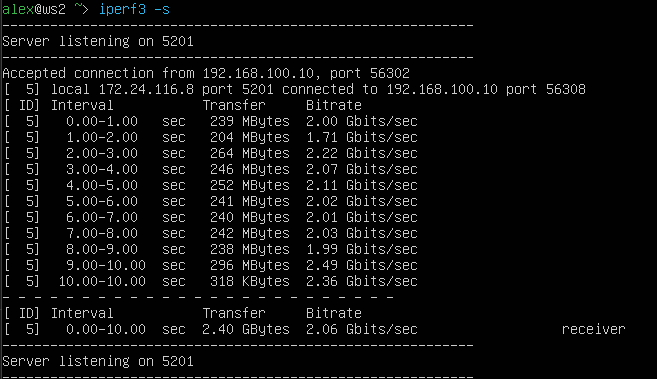 alex@ws2 ~> iperf3 -s
-----------------------------------------------------------
Server listening on 5201
-----------------------------------------------------------
Accepted connection from 192.168.100.10, port 56302
[  5] local 172.24.116.8 port 5201 connected to 192.168.100.10 port 56308
[ ID] Interval           Transfer     Bitrate
[  5]   0.00-1.00   sec   239 MBytes  2.00 Gbits/sec
[  5]   1.00-2.00   sec   204 MBytes  1.71 Gbits/sec
[  5]   2.00-3.00   sec   264 MBytes  2.22 Gbits/sec
[  5]   3.00-4.00   sec   246 MBytes  2.07 Gbits/sec
[  5]   4.00-5.00   sec   252 MBytes  2.11 Gbits/sec
[  5]   5.00-6.00   sec   241 MBytes  2.02 Gbits/sec
[  5]   6.00-7.00   sec   240 MBytes  2.01 Gbits/sec
[  5]   7.00-8.00   sec   242 MBytes  2.03 Gbits/sec
[  5]   8.00-9.00   sec   238 MBytes  1.99 Gbits/sec
[  5]   9.00-10.00  sec   296 MBytes  2.49 Gbits/sec
[  5]  10.00-10.00  sec   318 KBytes  2.36 Gbits/sec
- - - - - - - - - - - - - - - - - - - - - - - - -
[ ID] Interval           Transfer     Bitrate
[  5]   0.00-10.00  sec  2.40 GBytes  2.06 Gbits/sec                  receiver
-----------------------------------------------------------
Server listening on 5201
-----------------------------------------------------------